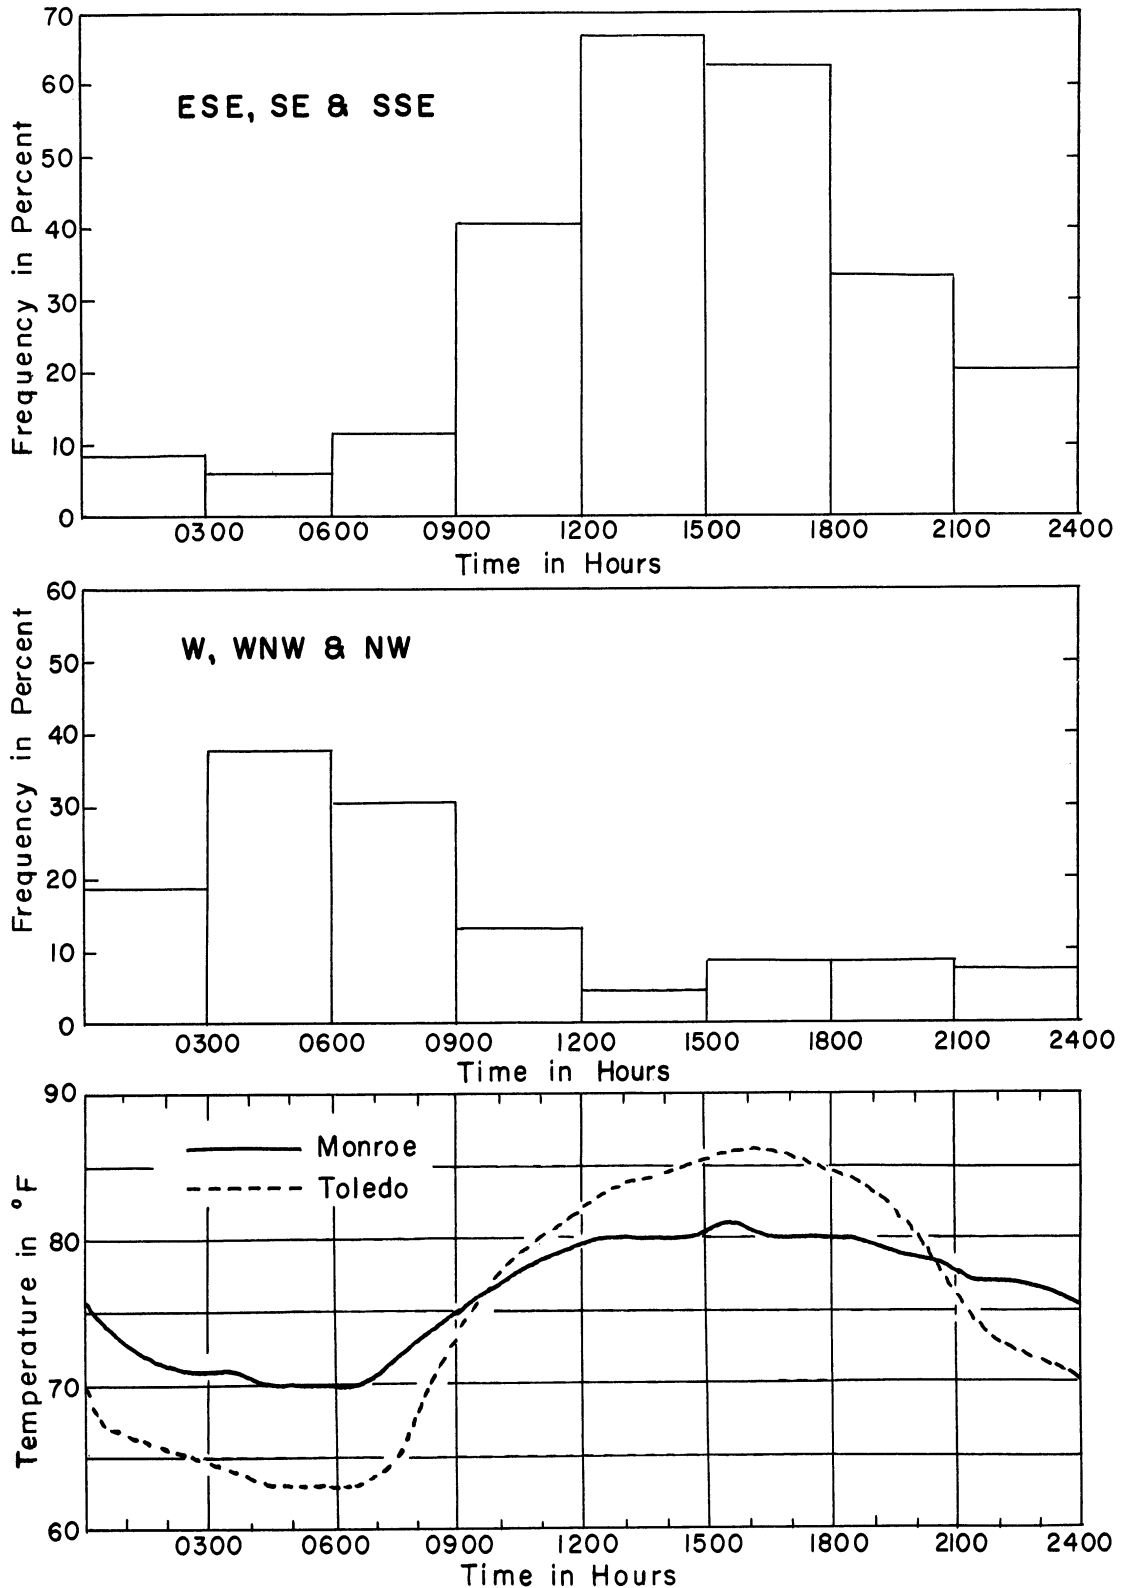 70
60
50
40
30
20
10
0
Frequency in Percent
ESE, SE & SSE
0300 0600 0900 1200 1500 1800 2100 2400
Time in Hours
60
50
40
30
20
10
0
Frequency in Percent
W, WNW & NW
0300 0600 0900 1200 1500 1800 2100 2400
Time in Hours
90
80
70
60
Temperature in °F
Monroe
Toledo
0300 0600 0900 1200 1500 1800 2100 2400
Time in Hours